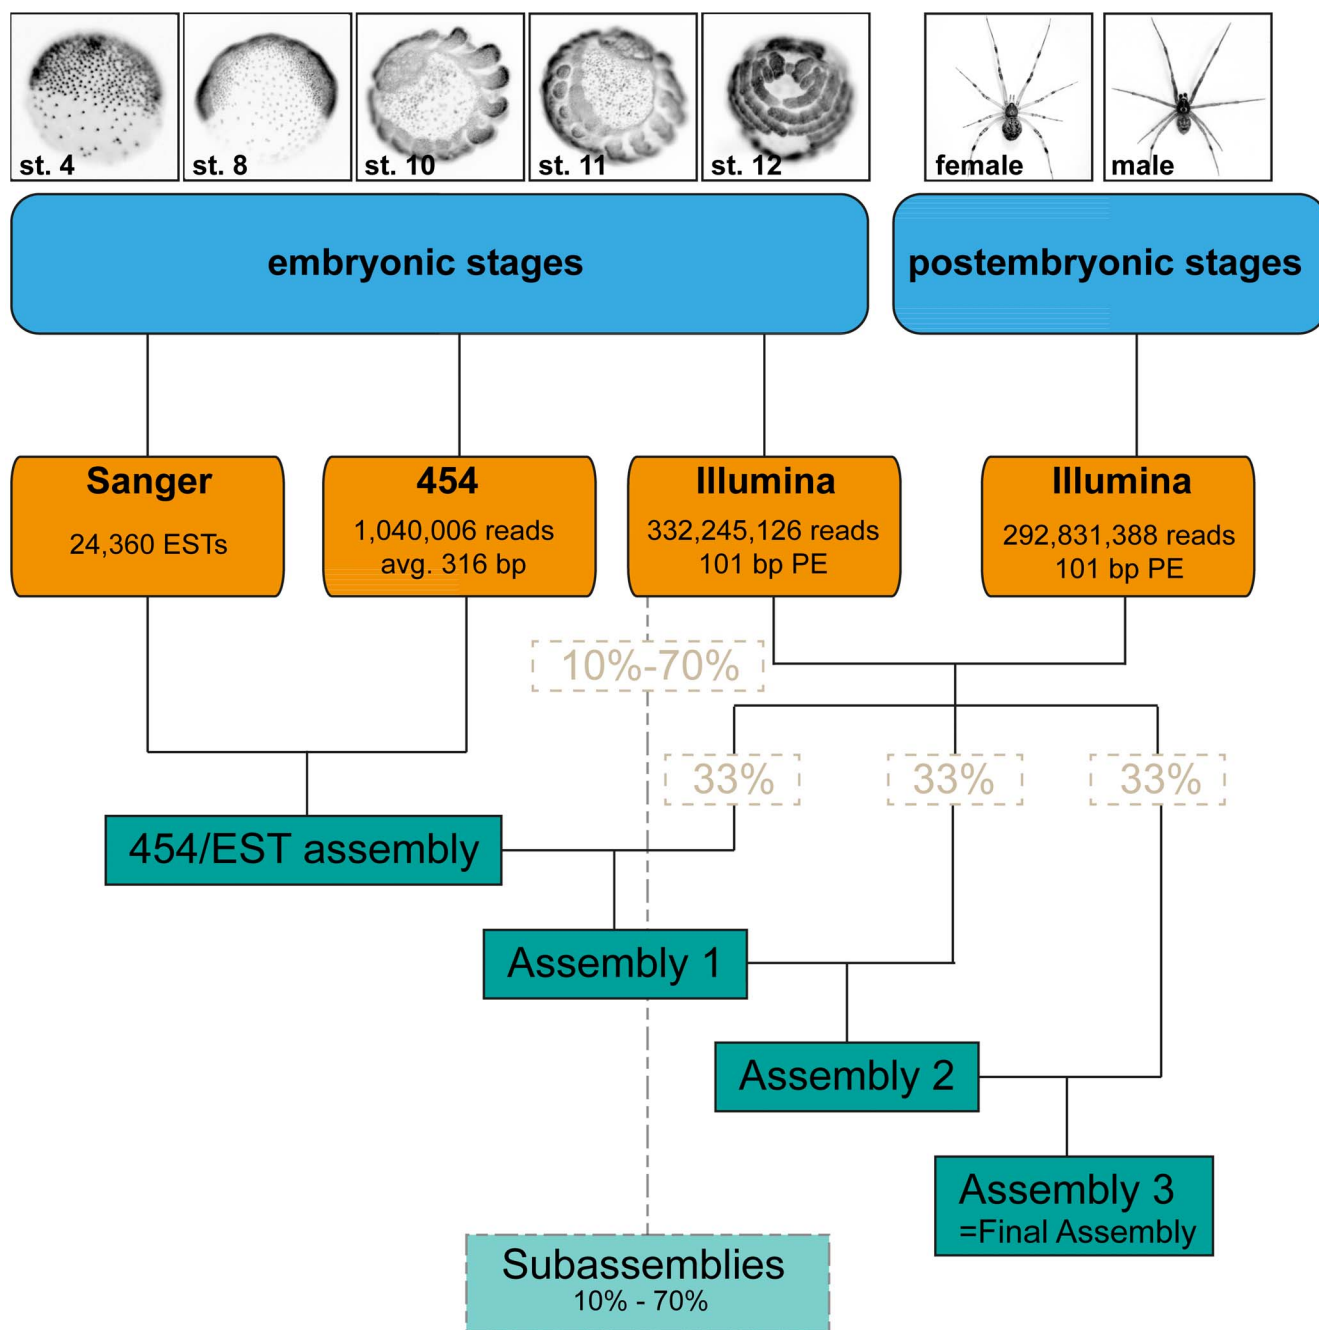 st. 4
st. 8
st. 10
st. 11
st. 12
female
male
embryonic stages
postembryonic stages
Sanger
24,360 ESTs
454
1,040,006 reads
avg. 316 bp
Illumina
332,245,126 reads
101 bp PE
Illumina
292,831,388 reads
101 bp PE
10%-70%
33%
33%
33%
454/EST assembly
Assembly 1
Assembly 2
Assembly 3
=Final Assembly
Subassemblies
10% - 70%